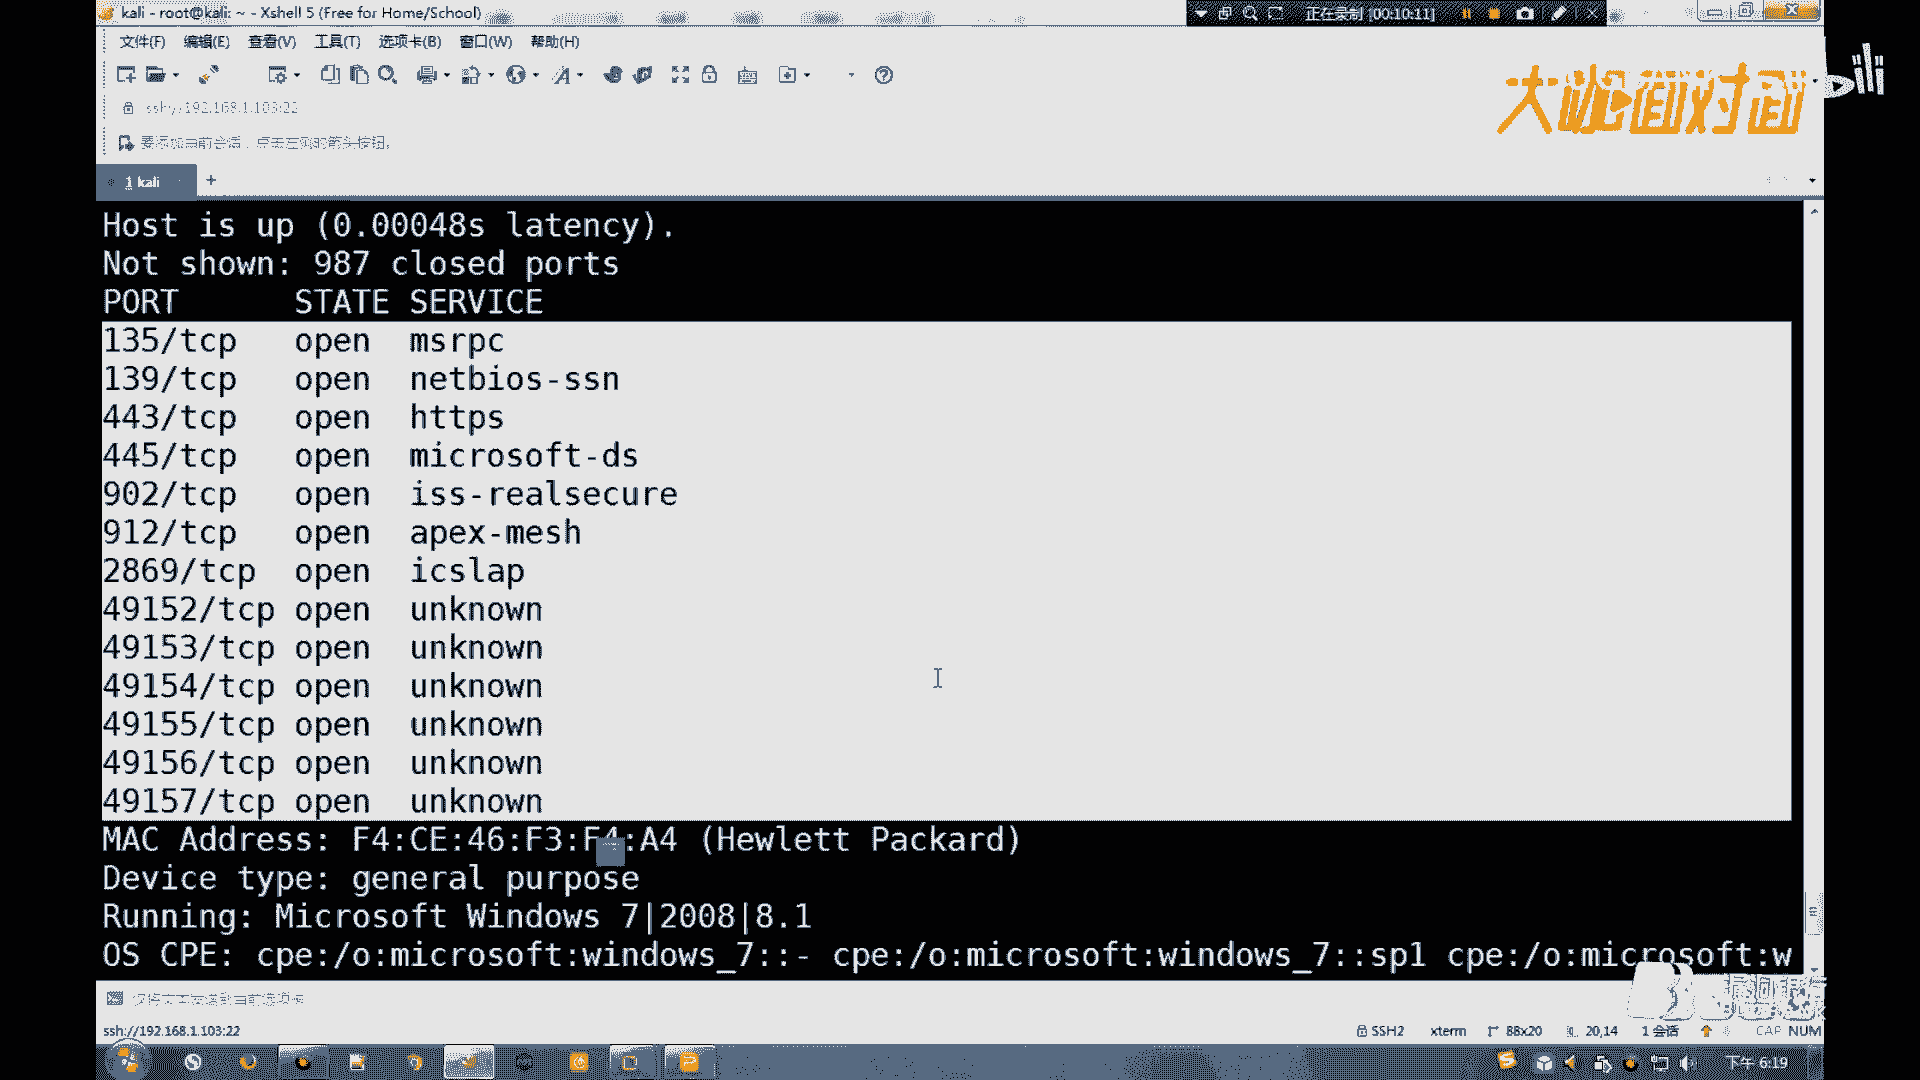 kali - root@kali: ~ - Xshell 5 (Free for Home/School)
正在录制 [00:10:11]
文件(F) 编辑(E) 查看(V) 工具(T) 选项卡(B) 窗口(W) 帮助(H)
ssh://192.168.1.103:22
要添加当前会话，点击左侧的箭头按钮。
大咖面对面
bili
1 kali +
Host is up (0.00048s latency).
Not shown: 987 closed ports
PORT STATE SERVICE
135/tcp open msrpc
139/tcp open netbios-ssn
443/tcp open https
445/tcp open microsoft-ds
902/tcp open iss-realsecure
912/tcp open apex-mesh
2869/tcp open icslap
49152/tcp open unknown
49153/tcp open unknown
49154/tcp open unknown
49155/tcp open unknown
49156/tcp open unknown
49157/tcp open unknown
MAC Address: F4:CE:46:F3:F4:A4 (Hewlett Packard)
Device type: general purpose
Running: Microsoft Windows 7|2008|8.1
OS CPE: cpe:/o:microsoft:windows_7::- cpe:/o:microsoft:windows_7::sp1 cpe:/o:microsoft:w
仅将文本发送到当前选项卡
ssh://192.168.1.103:22 SSH2 xterm 88x20 20,14 1 会话 CAP NUM
下午 6:19